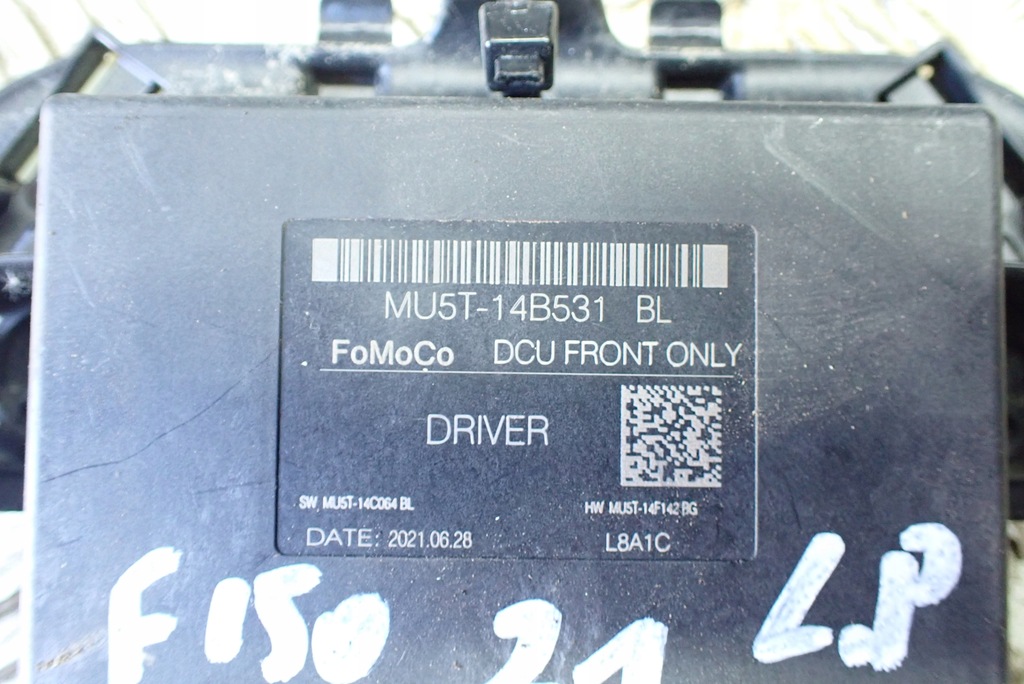 MU5T-14B531 BL
FoMoCo DCU FRONT ONLY
DRIVER
SW MU5T-14C064 BL HW MU5T-14F142 BG
DATE: 2021.06.28 L8A1C
F150 21 LP